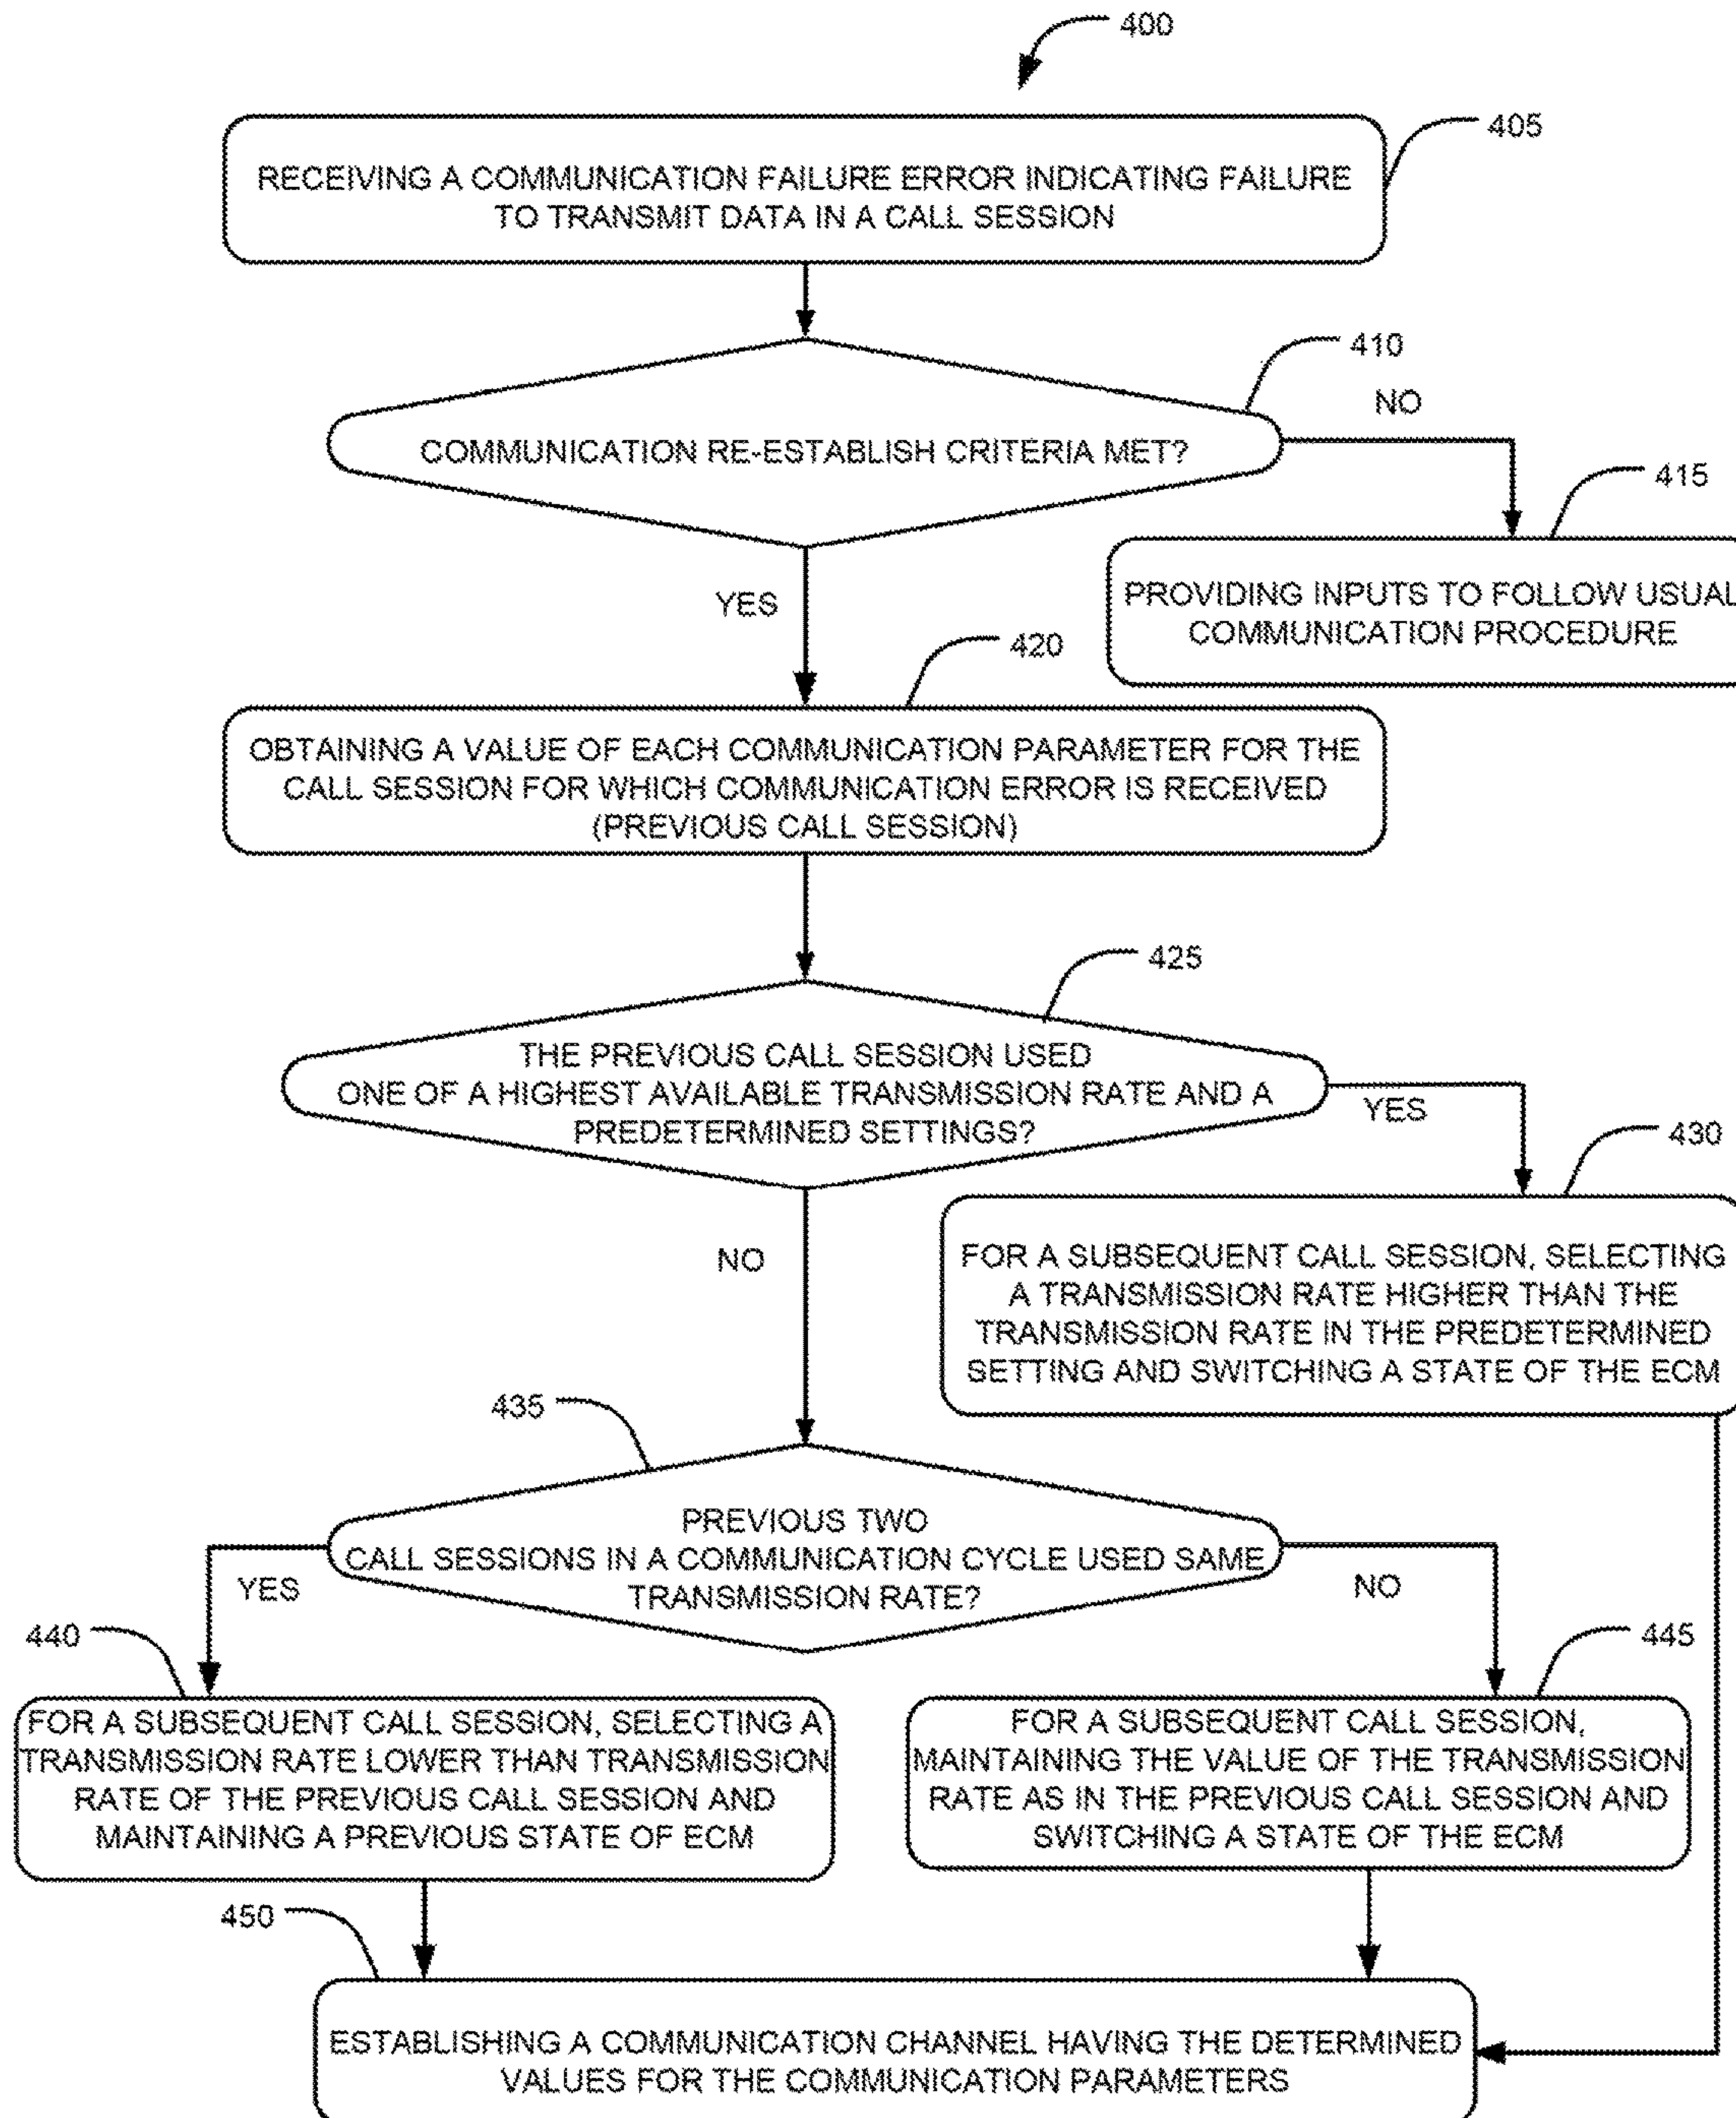 400
405
RECEIVING A COMMUNICATION FAILURE ERROR INDICATING FAILURE
TO TRANSMIT DATA IN A CALL SESSION
410
COMMUNICATION RE-ESTABLISH CRITERIA MET?
NO
415
PROVIDING INPUTS TO FOLLOW USUAL
COMMUNICATION PROCEDURE
YES
420
OBTAINING A VALUE OF EACH COMMUNICATION PARAMETER FOR THE
CALL SESSION FOR WHICH COMMUNICATION ERROR IS RECEIVED
(PREVIOUS CALL SESSION)
425
THE PREVIOUS CALL SESSION USED
ONE OF A HIGHEST AVAILABLE TRANSMISSION RATE AND A
PREDETERMINED SETTINGS?
YES
430
FOR A SUBSEQUENT CALL SESSION, SELECTING
A TRANSMISSION RATE HIGHER THAN THE
TRANSMISSION RATE IN THE PREDETERMINED
SETTING AND SWITCHING A STATE OF THE ECM
NO
435
PREVIOUS TWO
CALL SESSIONS IN A COMMUNICATION CYCLE USED SAME
TRANSMISSION RATE?
YES
NO
440
FOR A SUBSEQUENT CALL SESSION, SELECTING A
TRANSMISSION RATE LOWER THAN TRANSMISSION
RATE OF THE PREVIOUS CALL SESSION AND
MAINTAINING A PREVIOUS STATE OF ECM
445
FOR A SUBSEQUENT CALL SESSION,
MAINTAINING THE VALUE OF THE TRANSMISSION
RATE AS IN THE PREVIOUS CALL SESSION AND
SWITCHING A STATE OF THE ECM
450
ESTABLISHING A COMMUNICATION CHANNEL HAVING THE DETERMINED
VALUES FOR THE COMMUNICATION PARAMETERS